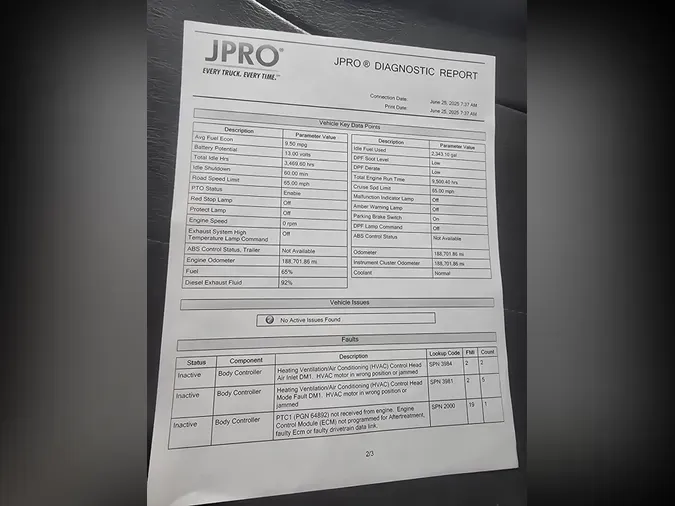 JPRO®
EVERY TRUCK. EVERY TIME.™
JPRO® DIAGNOSTIC REPORT
Connection Date: June 25, 2025 7:37 AM
Print Date: June 25, 2025 7:37 AM
Vehicle Key Data Points
Description Parameter Value
Avg Fuel Econ 9.50 mpg
Battery Potential 13.00 volts
Total Idle Hrs 3,469.60 hrs
Idle Shutdown 60.00 min
Road Speed Limit 65.00 mph
PTO Status Enable
Red Stop Lamp Off
Protect Lamp Off
Engine Speed 0 rpm
Exhaust System High Off
Temperature Lamp Command
ABS Control Status, Trailer Not Available
Engine Odometer 188,701.86 mi
Fuel 65%
Diesel Exhaust Fluid 92%
Description Parameter Value
Idle Fuel Used 2,343.10 gal
DPF Soot Level Low
DPF Derate Low
Total Engine Run Time 9,500.40 hrs
Cruise Spd Limit 65.00 mph
Malfunction Indicator Lamp Off
Amber Warning Lamp Off
Parking Brake Switch On
DPF Lamp Command Off
ABS Control Status Not Available
Odometer 188,701.86 mi
Instrument Cluster Odometer 188,701.86 mi
Coolant Normal
Vehicle Issues
No Active Issues Found
Faults
Status Component Description Lookup Code FMI Count
Inactive Body Controller Heating Ventilation/Air Conditioning (HVAC) Control Head SPN 3984 2 2
Air Inlet DM1. HVAC motor in wrong position or jammed
Inactive Body Controller Heating Ventilation/Air Conditioning (HVAC) Control Head SPN 3981 2 5
Mode Fault DM1. HVAC motor in wrong position or
jammed
Inactive Body Controller PTC1 (PGN 64892) not received from engine. Engine SPN 2000 19 1
Control Module (ECM) not programmed for Aftertreatment,
faulty Ecm or faulty drivetrain data link.
2/3